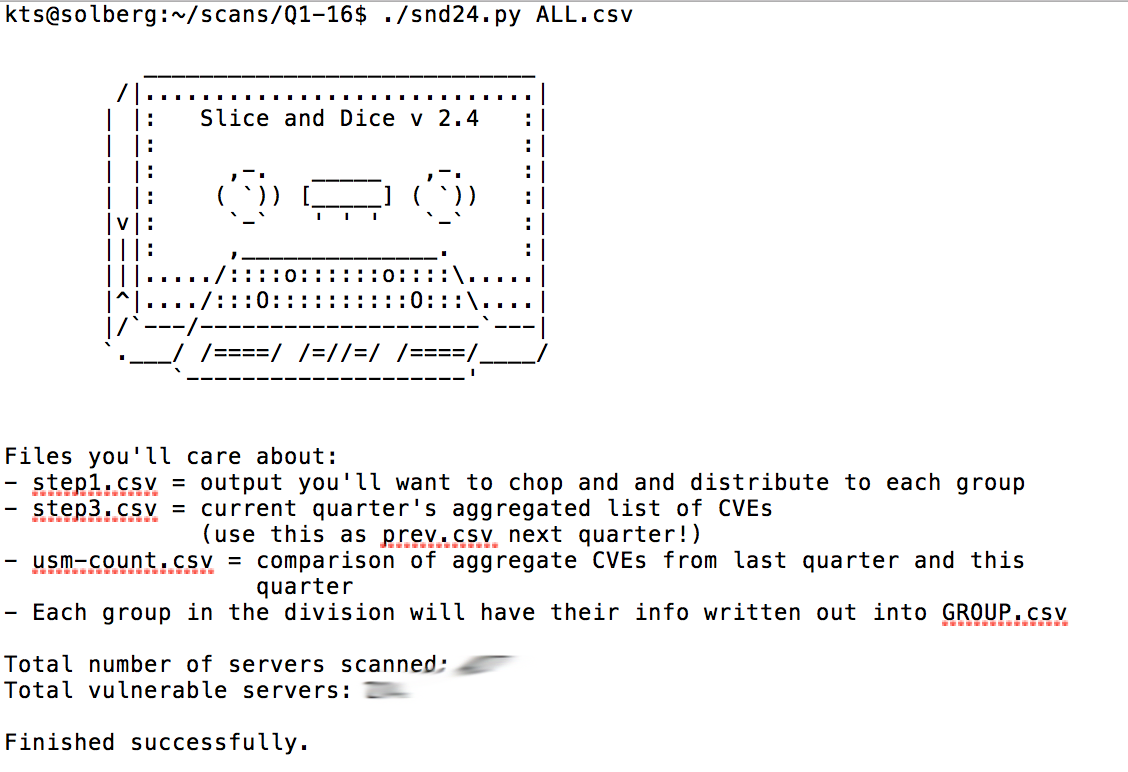 kts@solberg:~/scans/Q1-16$ ./snd24.py ALL.csv
Slice and Dice v 2.4
Files you'll care about:
- step1.csv = output you'll want to chop and and distribute to each group
- step3.csv = current quarter's aggregated list of CVEs
(use this as prev.csv next quarter!)
- usm-count.csv = comparison of aggregate CVEs from last quarter and this
quarter
- Each group in the division will have their info written out into GROUP.csv
Total number of servers scanned:
Total vulnerable servers:
Finished successfully.